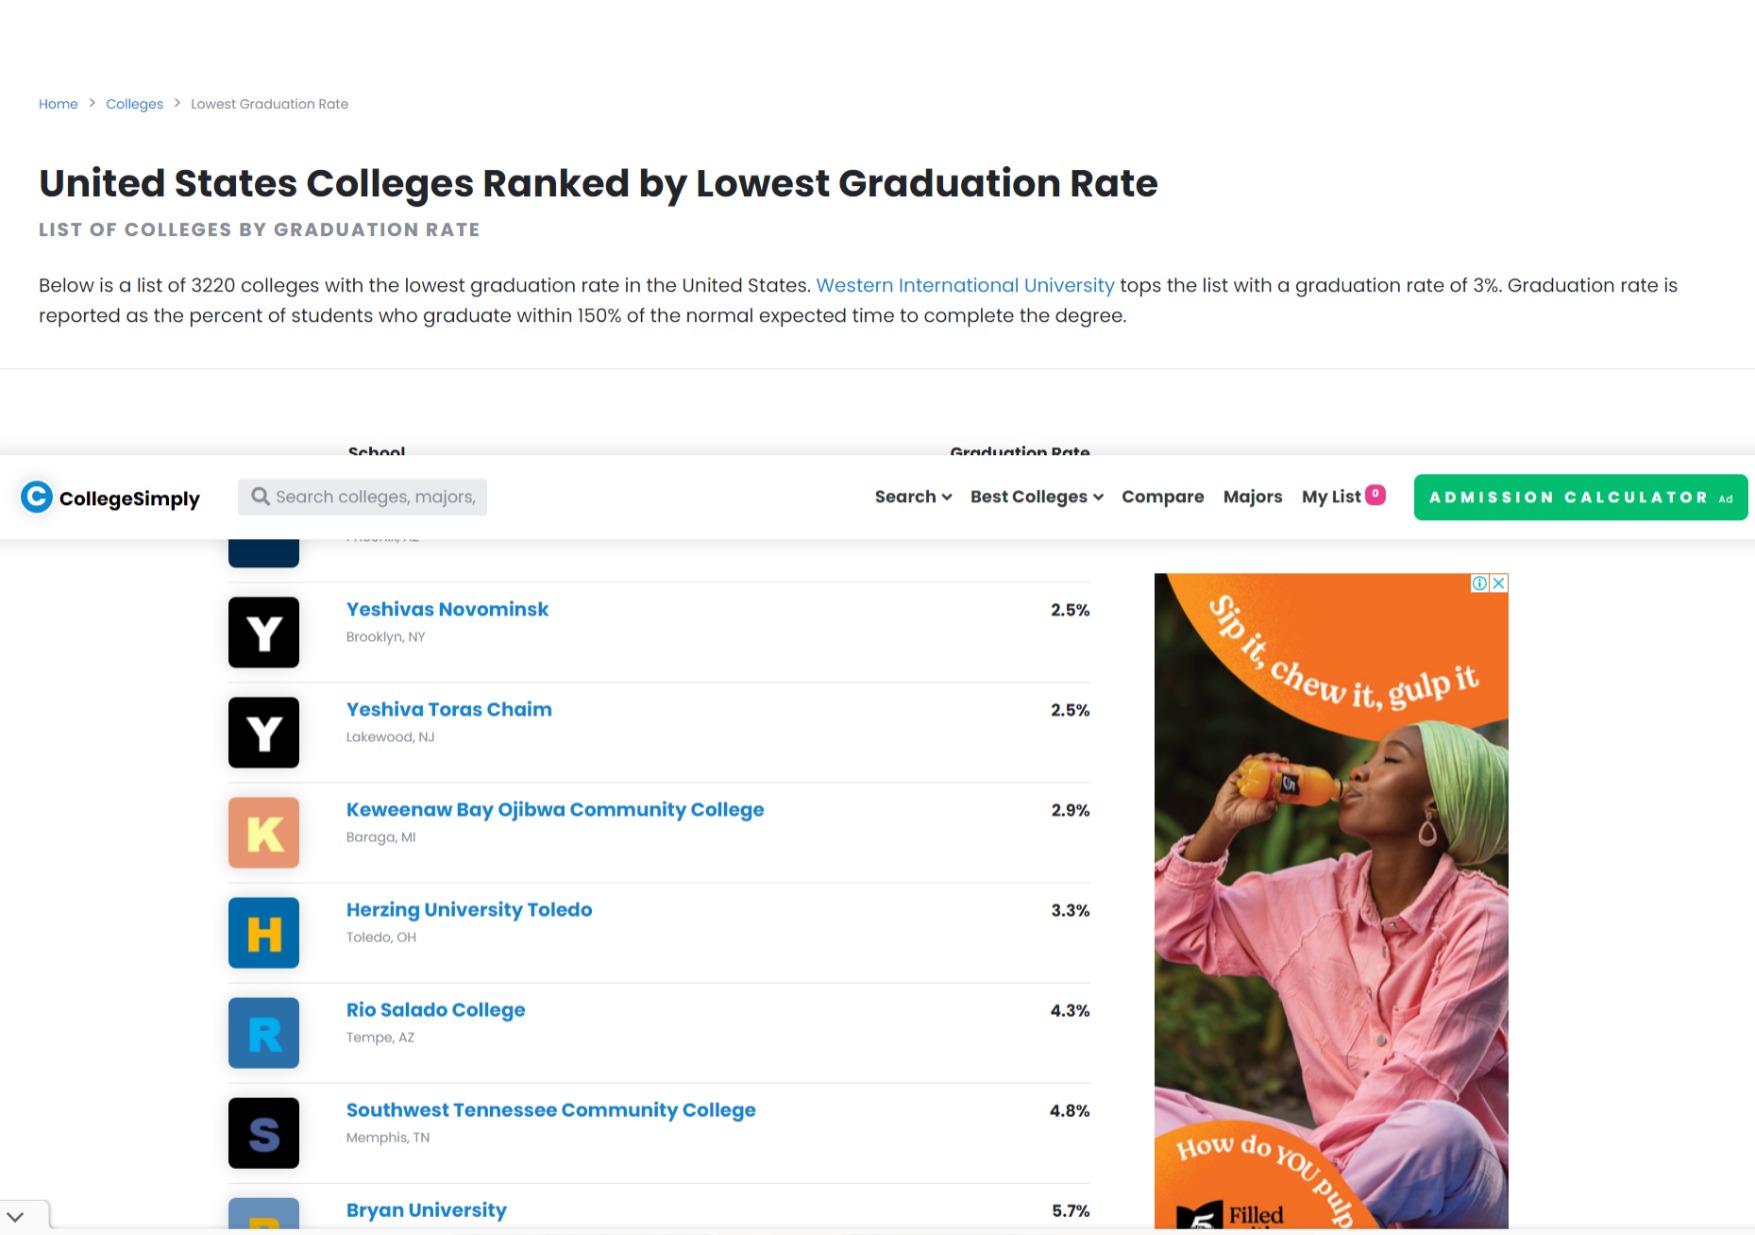 Home > Colleges > Lowest Graduation Rate
United States Colleges Ranked by Lowest Graduation Rate
LIST OF COLLEGES BY GRADUATION RATE
Below is a list of 3220 colleges with the lowest graduation rate in the United States. Western International University tops the list with a graduation rate of 3%. Graduation rate is
reported as the percent of students who graduate within 150% of the normal expected time to complete the degree.
School Graduation Rate
C CollegeSimply Search colleges, majors, Search Best Colleges Compare Majors My List 0 ADMISSION CALCULATOR Ad
Phoenix, AZ
Y Yeshivas Novominsk 2.5%
Brooklyn, NY
Y Yeshiva Toras Chaim 2.5%
Lakewood, NJ
K Keweenaw Bay Ojibwa Community College 2.9%
Baraga, MI
H Herzing University Toledo 3.3%
Toledo, OH
R Rio Salado College 4.3%
Tempe, AZ
S Southwest Tennessee Community College 4.8%
Memphis, TN
B Bryan University 5.7%
Sip it, chew it, gulp it
5
How do YOU pulp
5 Filled